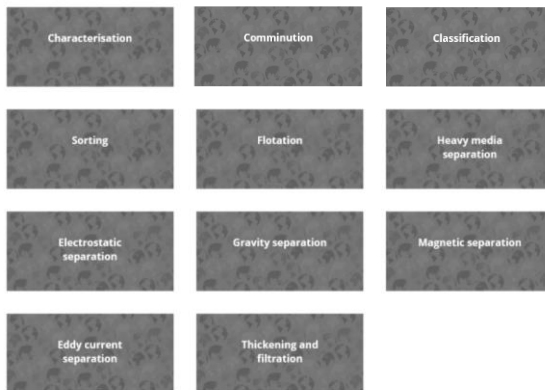 Characterisation
Comminution
Classification
Sorting
Flotation
Heavy media
separation
Electrostatic
separation
Gravity separation
Magnetic separation
Eddy current
separation
Thickening and
filtration